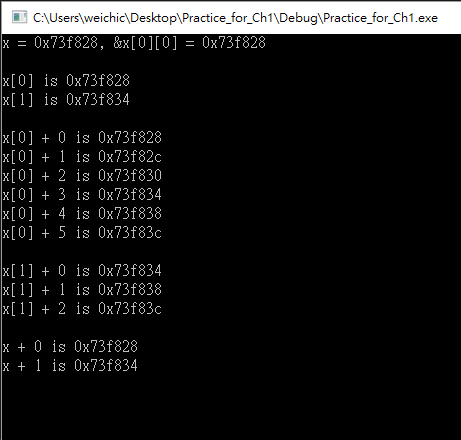 C:\Users\weichic\Desktop\Practice_for_Ch1\Debug\Practice_for_Ch1.exe
x = 0x73f828, &x[0][0] = 0x73f828
x[0] is 0x73f828
x[1] is 0x73f834
x[0] + 0 is 0x73f828
x[0] + 1 is 0x73f82c
x[0] + 2 is 0x73f830
x[0] + 3 is 0x73f834
x[0] + 4 is 0x73f838
x[0] + 5 is 0x73f83c
x[1] + 0 is 0x73f834
x[1] + 1 is 0x73f838
x[1] + 2 is 0x73f83c
x + 0 is 0x73f828
x + 1 is 0x73f834